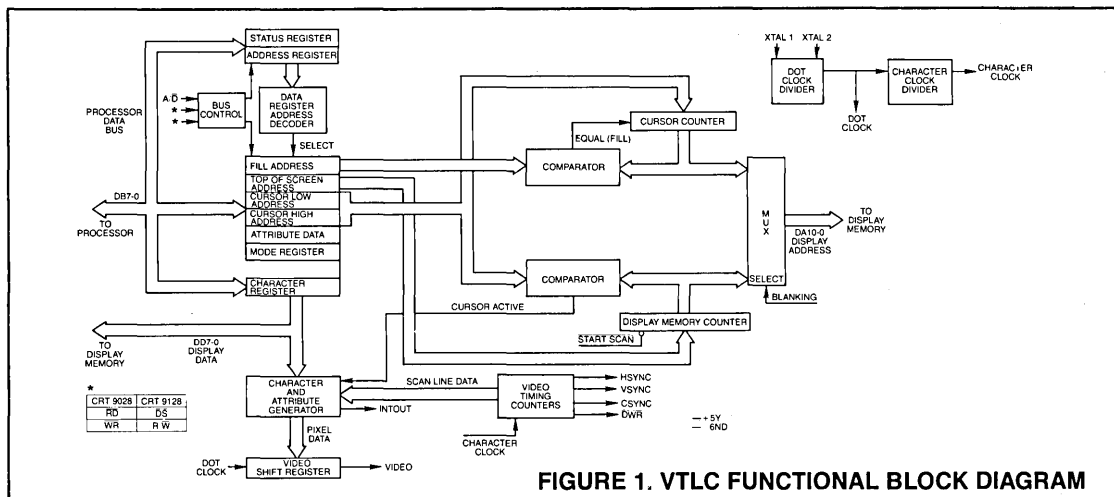 STATUS REGISTER
ADDRESS REGISTER
A/D
*
*
BUS
CONTROL
DATA
REGISTER
ADDRESS
DECODER
PROCESSOR
DATA
BUS
SELECT
FILL ADDRESS
TOP OF SCREEN
ADDRESS
CURSOR LOW
ADDRESS
CURSOR HIGH
ADDRESS
ATTRIBUTE DATA
MODE REGISTER
CHARACTER
REGISTER
DB7-0
TO
PROCESSOR
TO
DISPLAY
MEMORY
DD7-0
DISPLAY
DATA
XTAL 1 XTAL 2
DOT
CLOCK
DIVIDER
CHARACTER
CLOCK
DIVIDER
CHARACTER
CLOCK
DOT
CLOCK
CURSOR COUNTER
EQUAL (FILL)
COMPARATOR
MUX
TO
DISPLAY
MEMORY
DA10-0
DISPLAY
ADDRESS
SELECT
BLANKING
COMPARATOR
CURSOR ACTIVE
DISPLAY MEMORY COUNTER
START SCAN
SCAN LINE DATA
CHARACTER
AND
ATTRIBUTE
GENERATOR
INTOUT
VIDEO
TIMING
COUNTERS
HSYNC
VSYNC
CSYNC
DWR
CHARACTER
CLOCK
— +5Y
— 6ND
*
CRT 9028 CRT 9128
RD DS
WR R W
PIXEL
DATA
DOT
CLOCK
VIDEO
SHIFT REGISTER
VIDEO
FIGURE 1. VTLC FUNCTIONAL BLOCK DIAGRAM